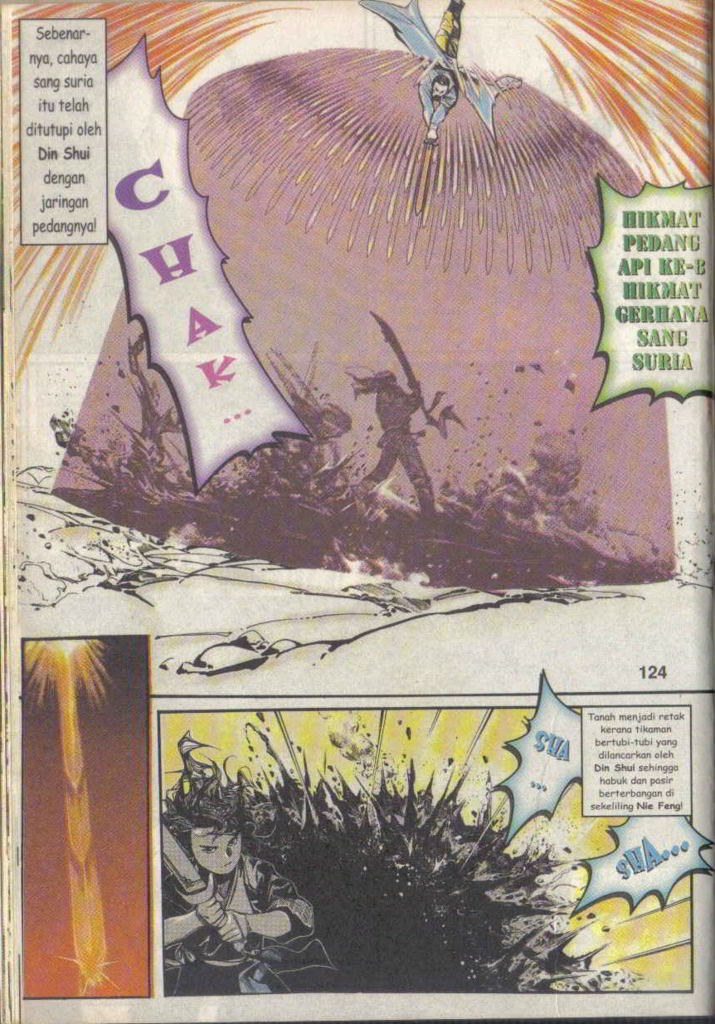 Sebenar-
nya, cahaya
sang suria
itu telah
ditutupi oleh
Din Shui
dengan
jaringan
pedangnya!
CHAK...
HIKMAT
PEDANG
API KE-8
HIKMAT
GERHANA
SANG
SURIA
124
SHA
...
Tanah menjadi retak
kerana tikaman
bertubi-tubi yang
dilancarkan oleh
Din Shui sehingga
habuk dan pasir
berterbangan di
sekeliling Nie Feng!
SHA...